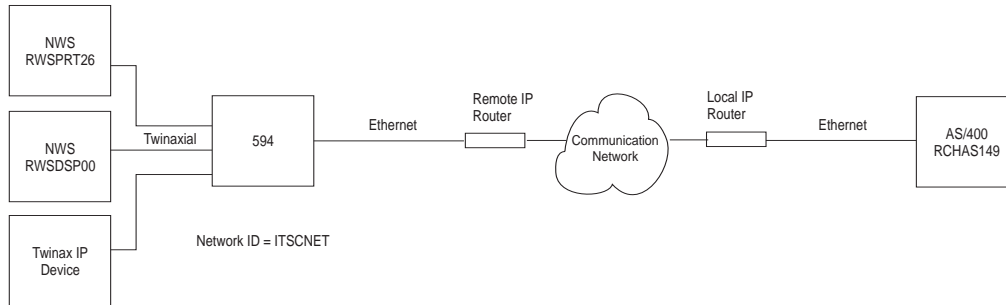 NWS
RWSPRT26
NWS
RWSDSP00
Twinax IP
Device
Twinaxial
594
Network ID = ITSCNET
Ethernet
Remote IP
Router
Communication
Network
Local IP
Router
Ethernet
AS/400
RCHAS149